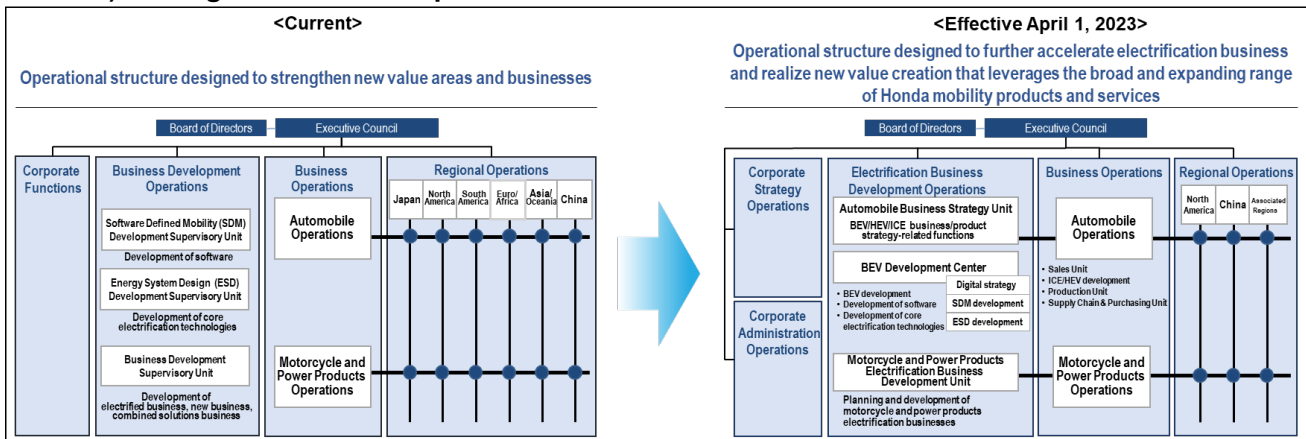 <Current>
Operational structure designed to strengthen new value areas and businesses
Board of Directors
Executive Council
Corporate
Functions
Business Development
Operations
Software Defined Mobility (SDM)
Development Supervisory Unit
Development of software
Energy System Design (ESD)
Development Supervisory Unit
Development of core
electrification technologies
Business Development
Supervisory Unit
Development of
electrified business, new business,
combined solutions business
Business
Operations
Automobile
Operations
Motorcycle and
Power Products
Operations
Regional Operations
Japan
North
America
South
America
Euro/
Africa
Asia/
Oceania
China
<Effective April 1, 2023>
Operational structure designed to further accelerate electrification business
and realize new value creation that leverages the broad and expanding range
of Honda mobility products and services
Board of Directors
Executive Council
Corporate
Strategy
Operations
Corporate
Administration
Operations
Electrification Business
Development Operations
Automobile Business Strategy Unit
BEV/HEV/ICE business/product
strategy-related functions
BEV Development Center
• BEV development
• Development of software
• Development of core
electrification technologies
Digital strategy
SDM development
ESD development
Motorcycle and Power Products
Electrification Business
Development Unit
Planning and development of
motorcycle and power products
electrification businesses
Business Operations
Automobile
Operations
• Sales Unit
• ICE/HEV development
• Production Unit
• Supply Chain & Purchasing Unit
Motorcycle and
Power Products
Operations
Regional Operations
North
America
China
Associated
Regions